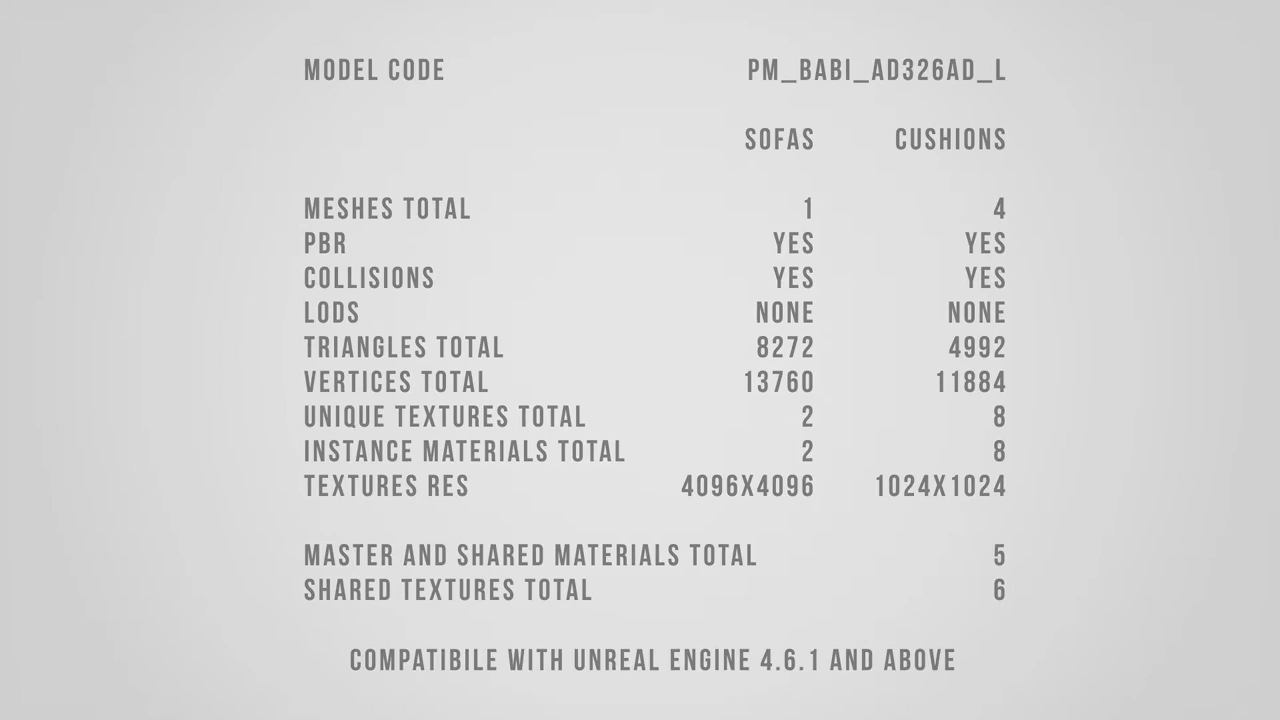 MODEL CODE PM_BABI_AD326AD_L
SOFAS CUSHIONS
MESHES TOTAL 1 4
PBR YES YES
COLLISIONS YES YES
LODS NONE NONE
TRIANGLES TOTAL 8272 4992
VERTICES TOTAL 13760 11884
UNIQUE TEXTURES TOTAL 2 8
INSTANCE MATERIALS TOTAL 2 8
TEXTURES RES 4096X4096 1024X1024
MASTER AND SHARED MATERIALS TOTAL 5
SHARED TEXTURES TOTAL 6
COMPATIBILE WITH UNREAL ENGINE 4.6.1 AND ABOVE